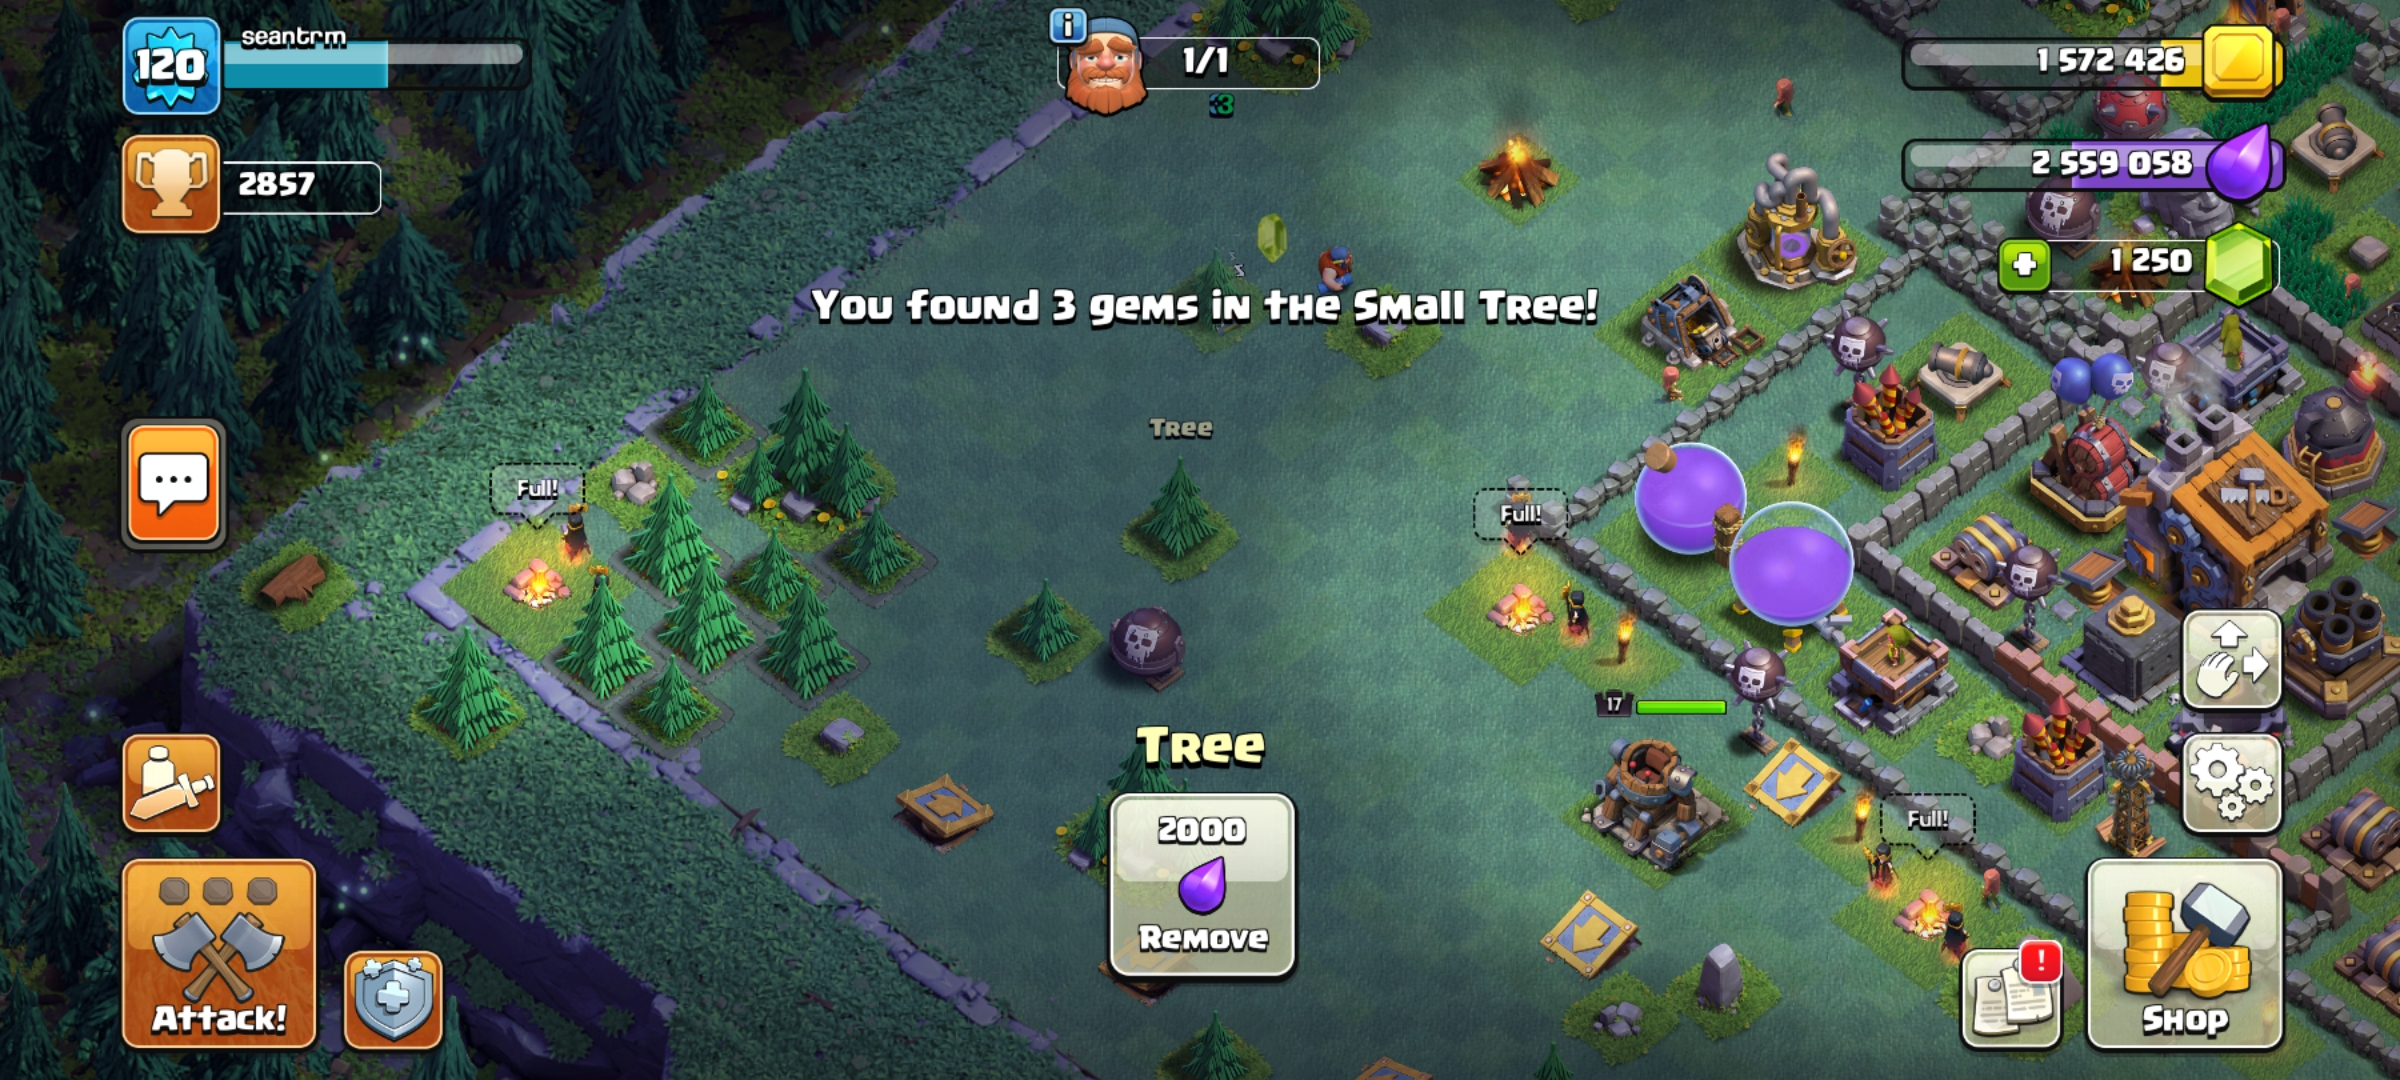 120
seantrm
1/1
1 572 426
2857
2 559 058
1 250
You found 3 gems in the Small Tree!
Tree
Full!
Full!
17
Tree
2000
Remove
Full!
Attack!
Shop